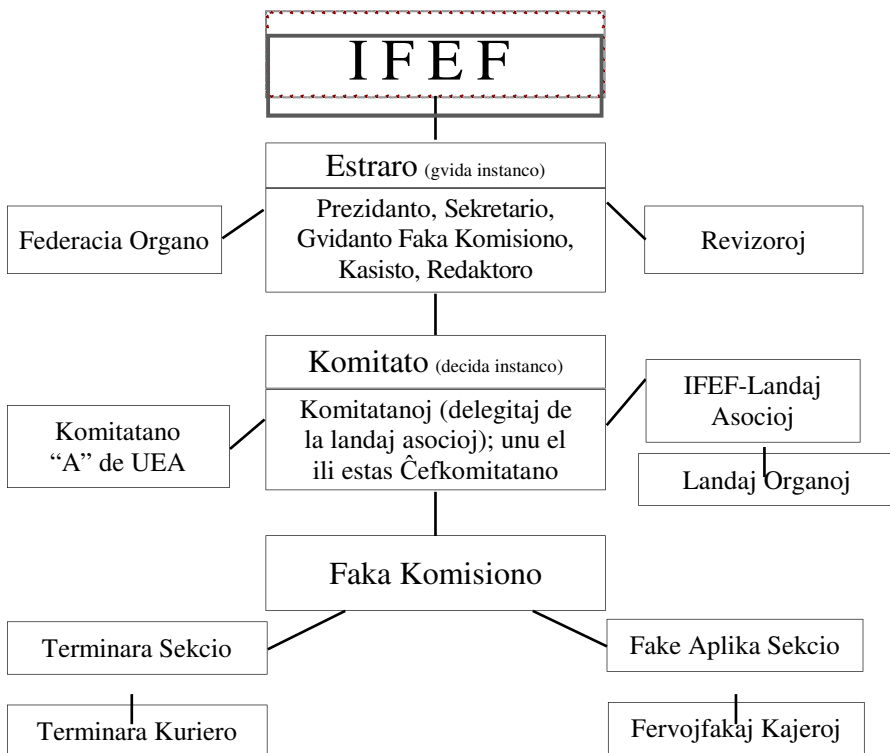 I F E F
Estraro (gvida instanco)
Prezidanto, Sekretario,
Gvidanto Faka Komisiono,
Kasisto, Redaktoro
Federacia Organo
Revizoroj
Komitato (decida instanco)
Komitatanoj (delegitaj de
la landaj asocioj); unu el
ili estas Ĉefkomitatano
Komitatano
“A” de UEA
IFEF-Landaj
Asocioj
Landaj Organoj
Faka Komisiono
Terminara Sekcio
Fake Aplika Sekcio
Terminara Kuriero
Fervojfakaj Kajeroj